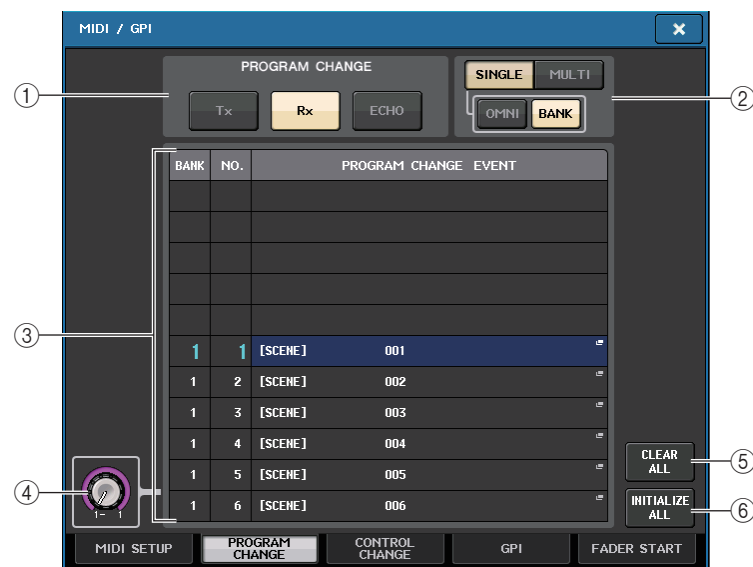 MIDI / GPI
PROGRAM CHANGE
Tx Rx ECHO
SINGLE MULTI
OMNI BANK
① ② ③ ④ ⑤ ⑥
BANK NO. PROGRAM CHANGE EVENT
1 1 [SCENE] 001
1 2 [SCENE] 002
1 3 [SCENE] 003
1 4 [SCENE] 004
1 5 [SCENE] 005
1 6 [SCENE] 006
1- 1
CLEAR
ALL
INITIALIZE
ALL
MIDI SETUP
PROGRAM
CHANGE
CONTROL
CHANGE
GPI
FADER START